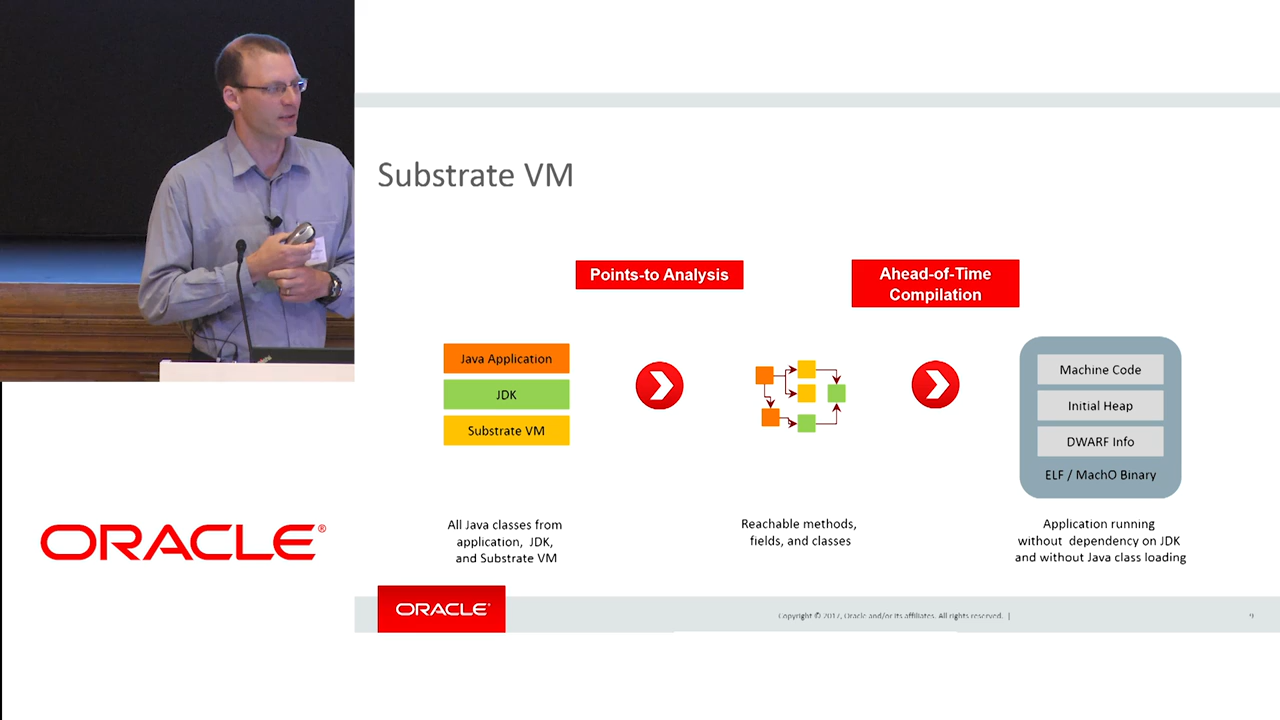 Substrate VM
Points-to Analysis
Ahead-of-Time
Compilation
Java Application
JDK
Substrate VM
Machine Code
Initial Heap
DWARF Info
ELF / MachO Binary
All Java classes from
application, JDK,
and Substrate VM
Reachable methods,
fields, and classes
Application running
without dependency on JDK
and without Java class loading
ORACLE®
ORACLE®
Copyright © 2017, Oracle and/or its affiliates. All rights reserved. |
9